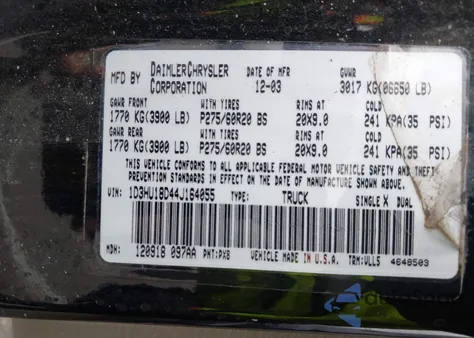 MFD BY DAIMLERCHRYSLER CORPORATION DATE OF MFR 12-03 GVWR 3017 KG(06650 LB)
GAWR FRONT WITH TIRES RIMS AT COLD
1770 KG(3900 LB) P275/60R20 BS 20X9.0 241 KPA(35 PSI)
GAWR REAR WITH TIRES RIMS AT COLD
1770 KG(3900 LB) P275/60R20 BS 20X9.0 241 KPA(35 PSI)
THIS VEHICLE CONFORMS TO ALL APPLICABLE FEDERAL MOTOR VEHICLE SAFETY AND THEFT
PREVENTION STANDARDS IN EFFECT ON THE DATE OF MANUFACTURE SHOWN ABOVE.
VIN: 1D3HU18D44J164055 TYPE: TRUCK SINGLE X DUAL
MDH: 120918 097AA PNT:PXB VEHICLE MADE IN U.S.A. TRM:VLL5 4648503